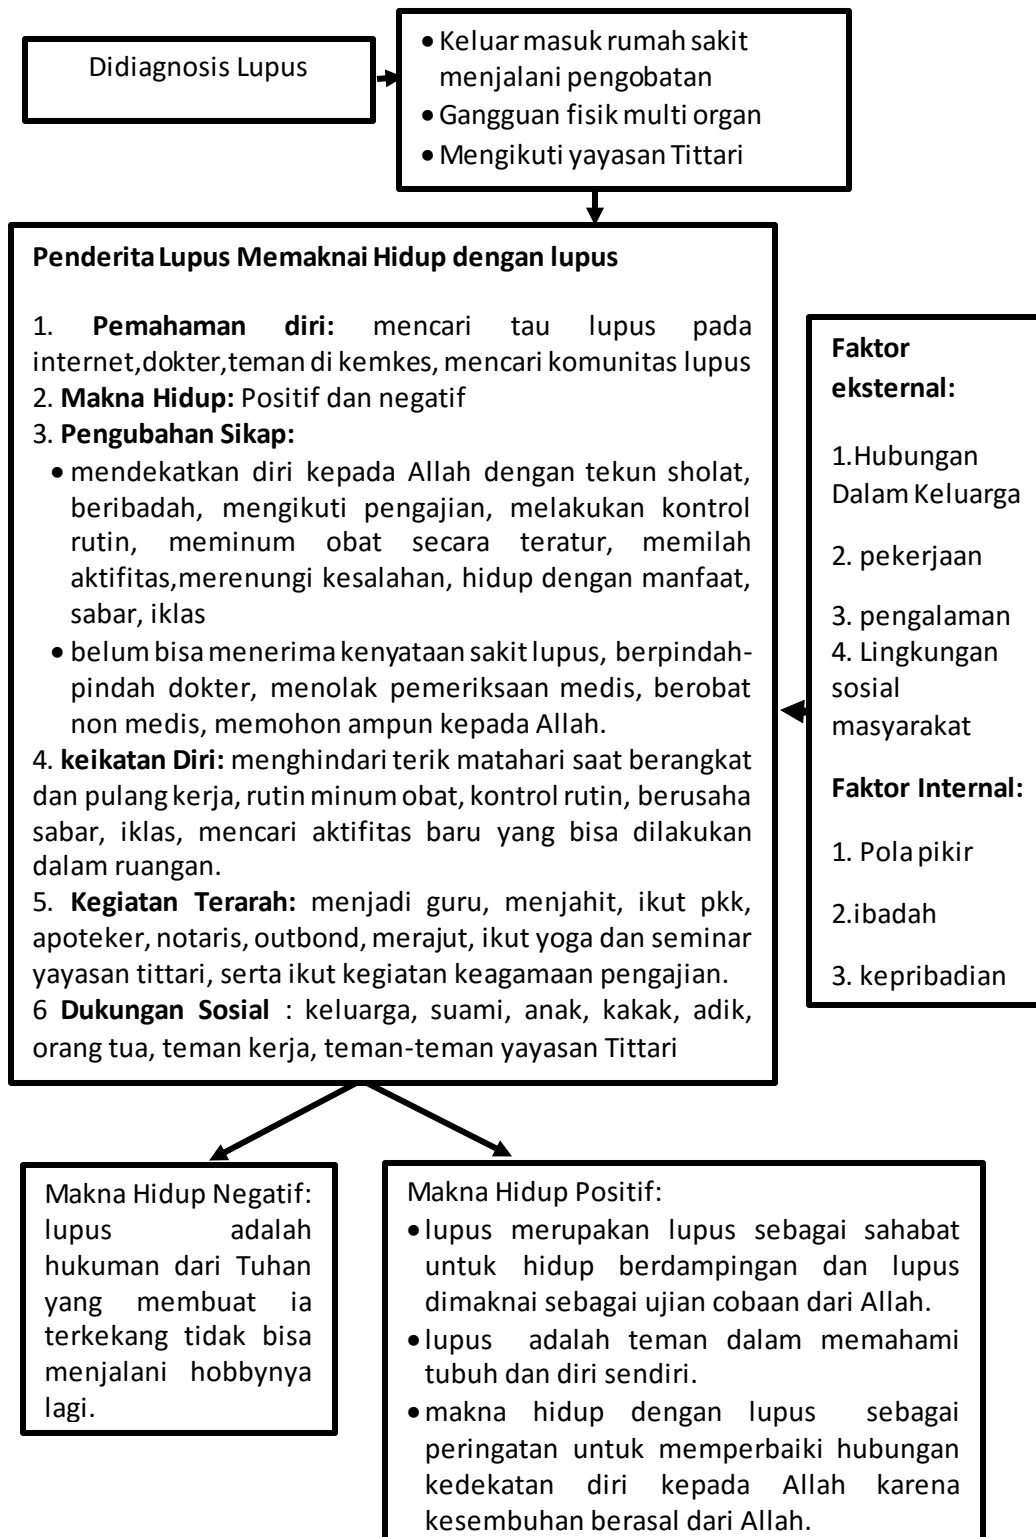 Didiagnosis Lupus
• Keluar masuk rumah sakit
menjalani pengobatan
• Gangguan fisik multi organ
• Mengikuti yayasan Tittari
Penderita Lupus Memaknai Hidup dengan lupus
1. Pemahaman diri: mencari tau lupus pada
internet,dokter,teman di kemkes, mencari komunitas lupus
2. Makna Hidup: Positif dan negatif
3. Pengubahan Sikap:
• mendekatkan diri kepada Allah dengan tekun sholat,
beribadah, mengikuti pengajian, melakukan kontrol
rutin, meminum obat secara teratur, memilah
aktifitas,merenungi kesalahan, hidup dengan manfaat,
sabar, iklas
• belum bisa menerima kenyataan sakit lupus, berpindah-
pindah dokter, menolak pemeriksaan medis, berobat
non medis, memohon ampun kepada Allah.
4. keikatan Diri: menghindari terik matahari saat berangkat
dan pulang kerja, rutin minum obat, kontrol rutin, berusaha
sabar, iklas, mencari aktifitas baru yang bisa dilakukan
dalam ruangan.
5. Kegiatan Terarah: menjadi guru, menjahit, ikut pkk,
apoteker, notaris, outbond, merajut, ikut yoga dan seminar
yayasan tittari, serta ikut kegiatan keagamaan pengajian.
6 Dukungan Sosial : keluarga, suami, anak, kakak, adik,
orang tua, teman kerja, teman-teman yayasan Tittari
Faktor
eksternal:
1.Hubungan
Dalam Keluarga
2. pekerjaan
3. pengalaman
4. Lingkungan
sosial
masyarakat
Faktor Internal:
1. Pola pikir
2.ibadah
3. kepribadian
Makna Hidup Negatif:
lupus adalah
hukuman dari Tuhan
yang membuat ia
terkekang tidak bisa
menjalani hobbynya
lagi.
Makna Hidup Positif:
• lupus merupakan lupus sebagai sahabat
untuk hidup berdampingan dan lupus
dimaknai sebagai ujian cobaan dari Allah.
• lupus adalah teman dalam memahami
tubuh dan diri sendiri.
• makna hidup dengan lupus sebagai
peringatan untuk memperbaiki hubungan
kedekatan diri kepada Allah karena
kesembuhan berasal dari Allah.